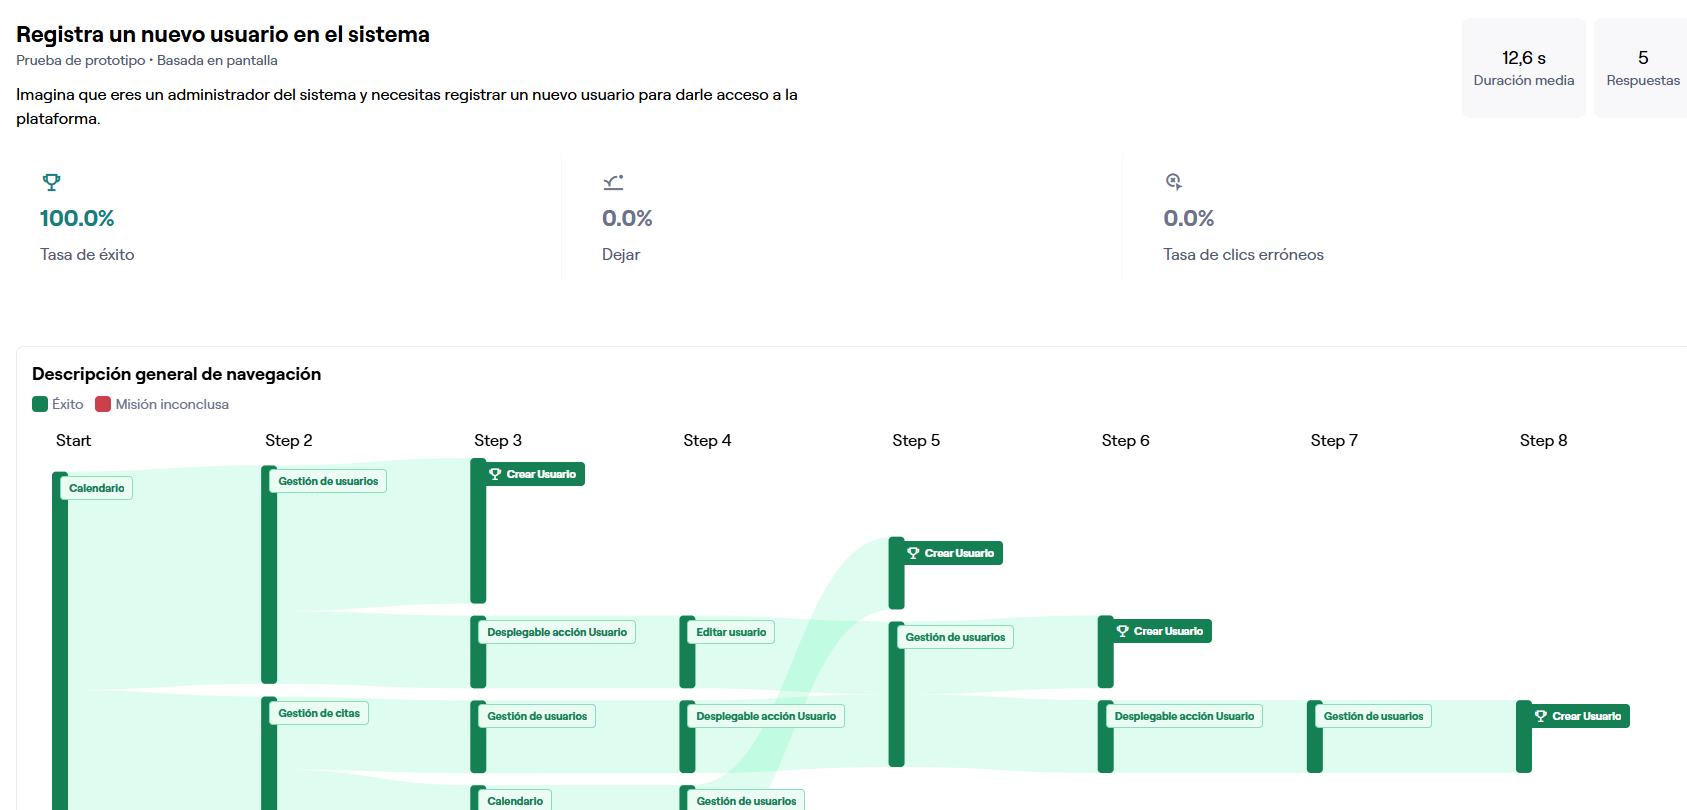 Registra un nuevo usuario en el sistema
Prueba de prototipo • Basada en pantalla
Imagina que eres un administrador del sistema y necesitas registrar un nuevo usuario para darle acceso a la
plataforma.
12,6 s
Duración media
5
Respuestas
100.0%
Tasa de éxito
0.0%
Dejar
0.0%
Tasa de clics erróneos
Descripción general de navegación
Éxito
Misión inconclusa
Start
Step 2
Step 3
Step 4
Step 5
Step 6
Step 7
Step 8
Calendario
Gestión de usuarios
Crear Usuario
Crear Usuario
Desplegable acción Usuario
Editar usuario
Gestión de usuarios
Crear Usuario
Gestión de citas
Gestión de usuarios
Desplegable acción Usuario
Desplegable acción Usuario
Gestión de usuarios
Crear Usuario
Calendario
Gestión de usuarios